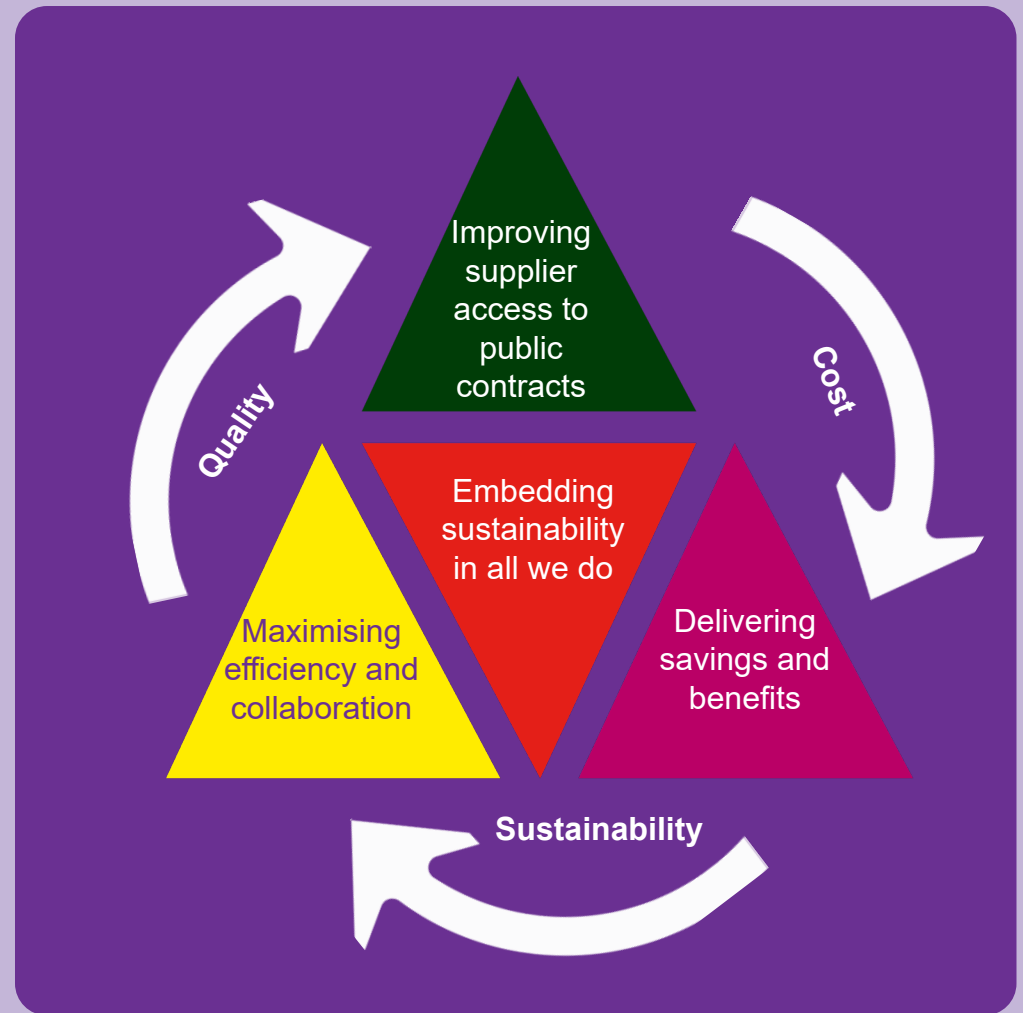 Improving
supplier
access to
public
contracts
Cost
Quality
Embedding
sustainability
in all we do
Maximising
efficiency and
collaboration
Delivering
savings and
benefits
Sustainability